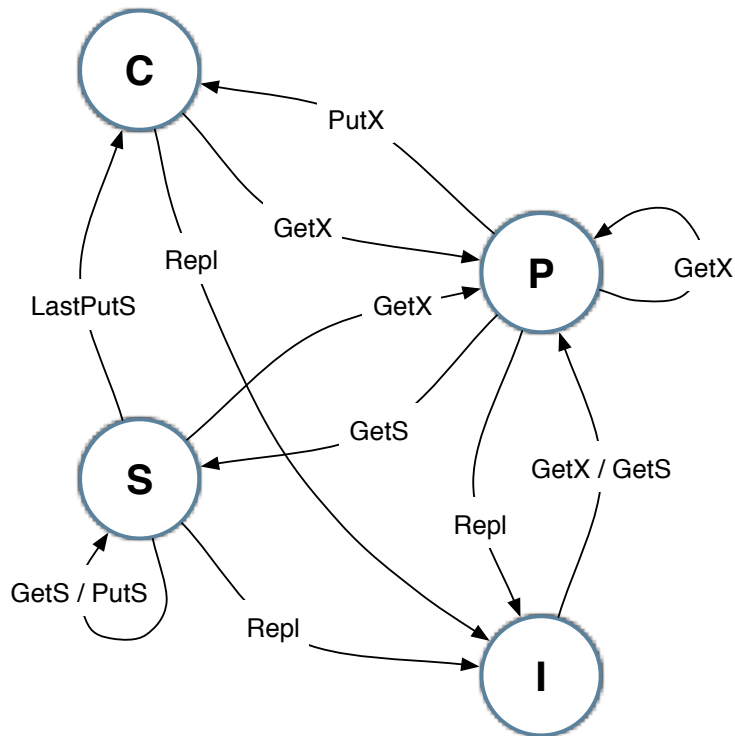 C
PutX
GetX
P
GetX
Repl
GetX
LastPutS
GetS
GetX / GetS
S
Repl
GetS / PutS
Repl
I